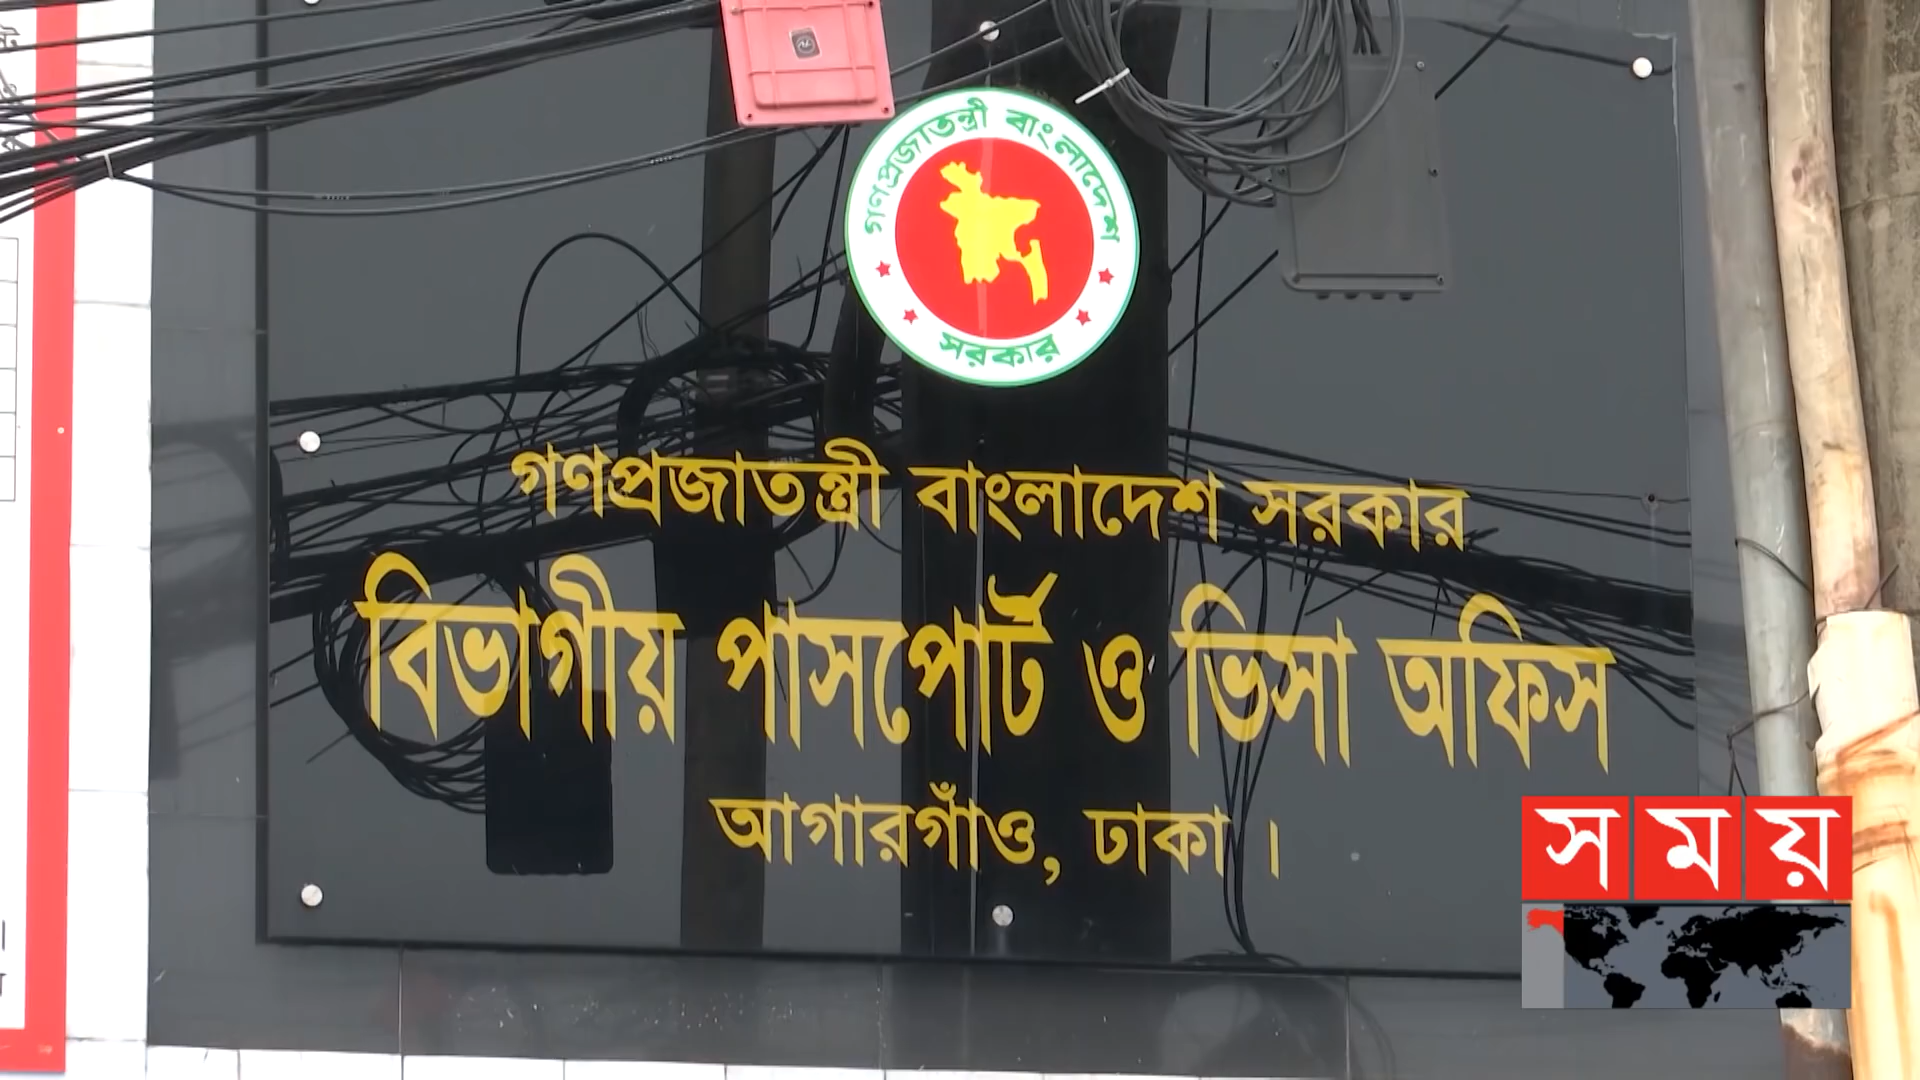 গণপ্রজাতন্ত্রী বাংলাদেশ
সরকার
গণপ্রজাতন্ত্রী বাংলাদেশ সরকার
বিভাগীয় পাসপোর্ট ও ভিসা অফিস
আগারগাঁও, ঢাকা ।
সময়